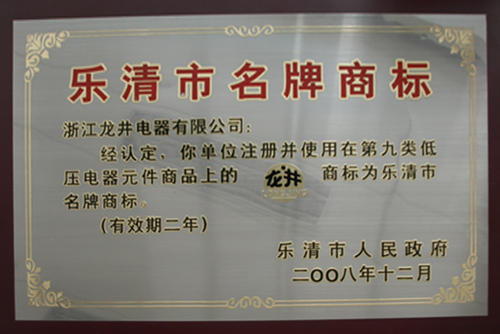 乐清市名牌商标
浙江龙井电器有限公司：
经认定，你单位注册并使用在第九类低
压电器元件商品上的 龙井 商标为乐清市
名牌商标。
（有效期二年）
乐清市人民政府
二〇〇八年十二月